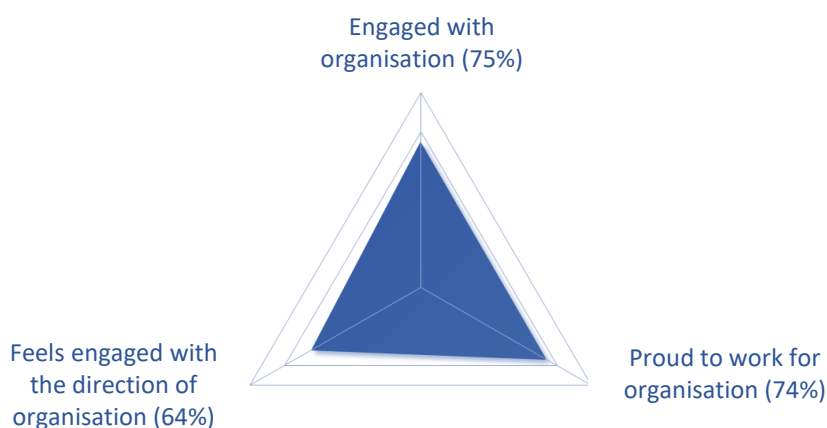 Engaged with
organisation (75%)
Feels engaged with
the direction of
organisation (64%)
Proud to work for
organisation (74%)